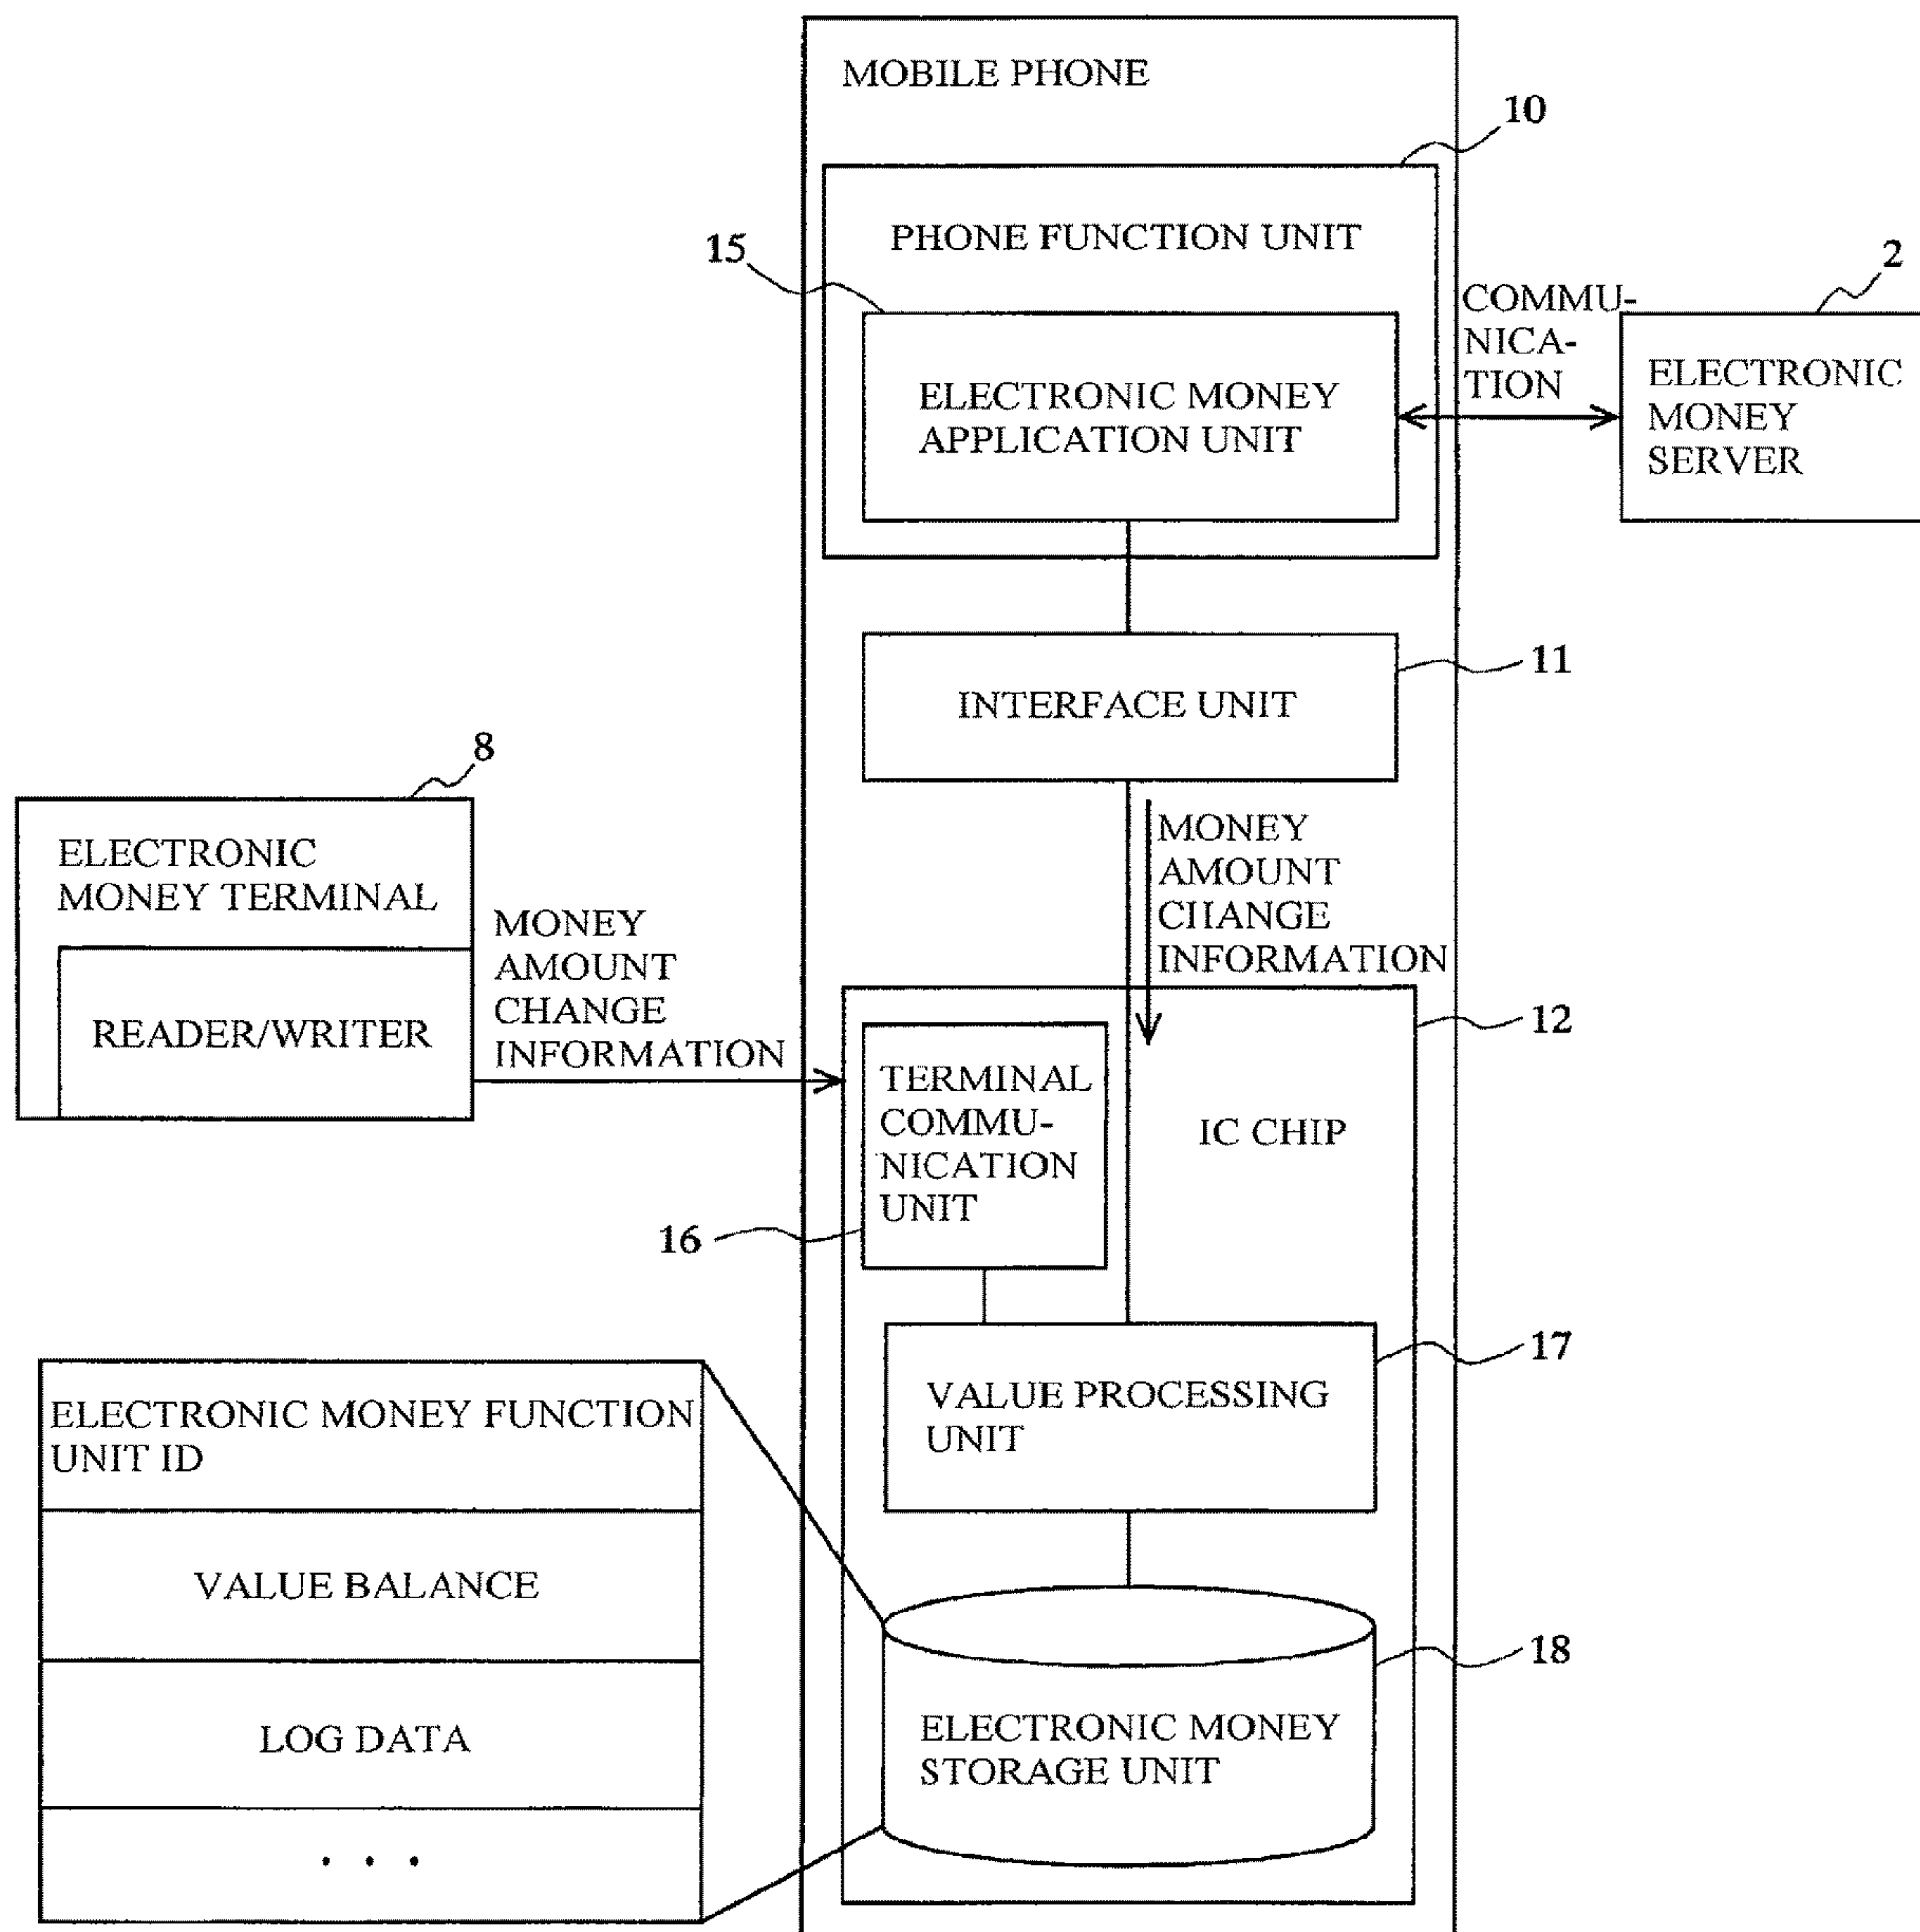 MOBILE PHONE
10
PHONE FUNCTION UNIT
15
2
COMMU-
NICA-
TION
ELECTRONIC MONEY
APPLICATION UNIT
ELECTRONIC
MONEY
SERVER
11
INTERFACE UNIT
8
ELECTRONIC
MONEY TERMINAL
READER/WRITER
MONEY
AMOUNT
CHANGE
INFORMATION
MONEY
AMOUNT
CHANGE
INFORMATION
12
TERMINAL
COMMU-
NICATION
UNIT
IC CHIP
16
17
VALUE PROCESSING
UNIT
ELECTRONIC MONEY FUNCTION
UNIT ID
VALUE BALANCE
LOG DATA
. . .
18
ELECTRONIC MONEY
STORAGE UNIT